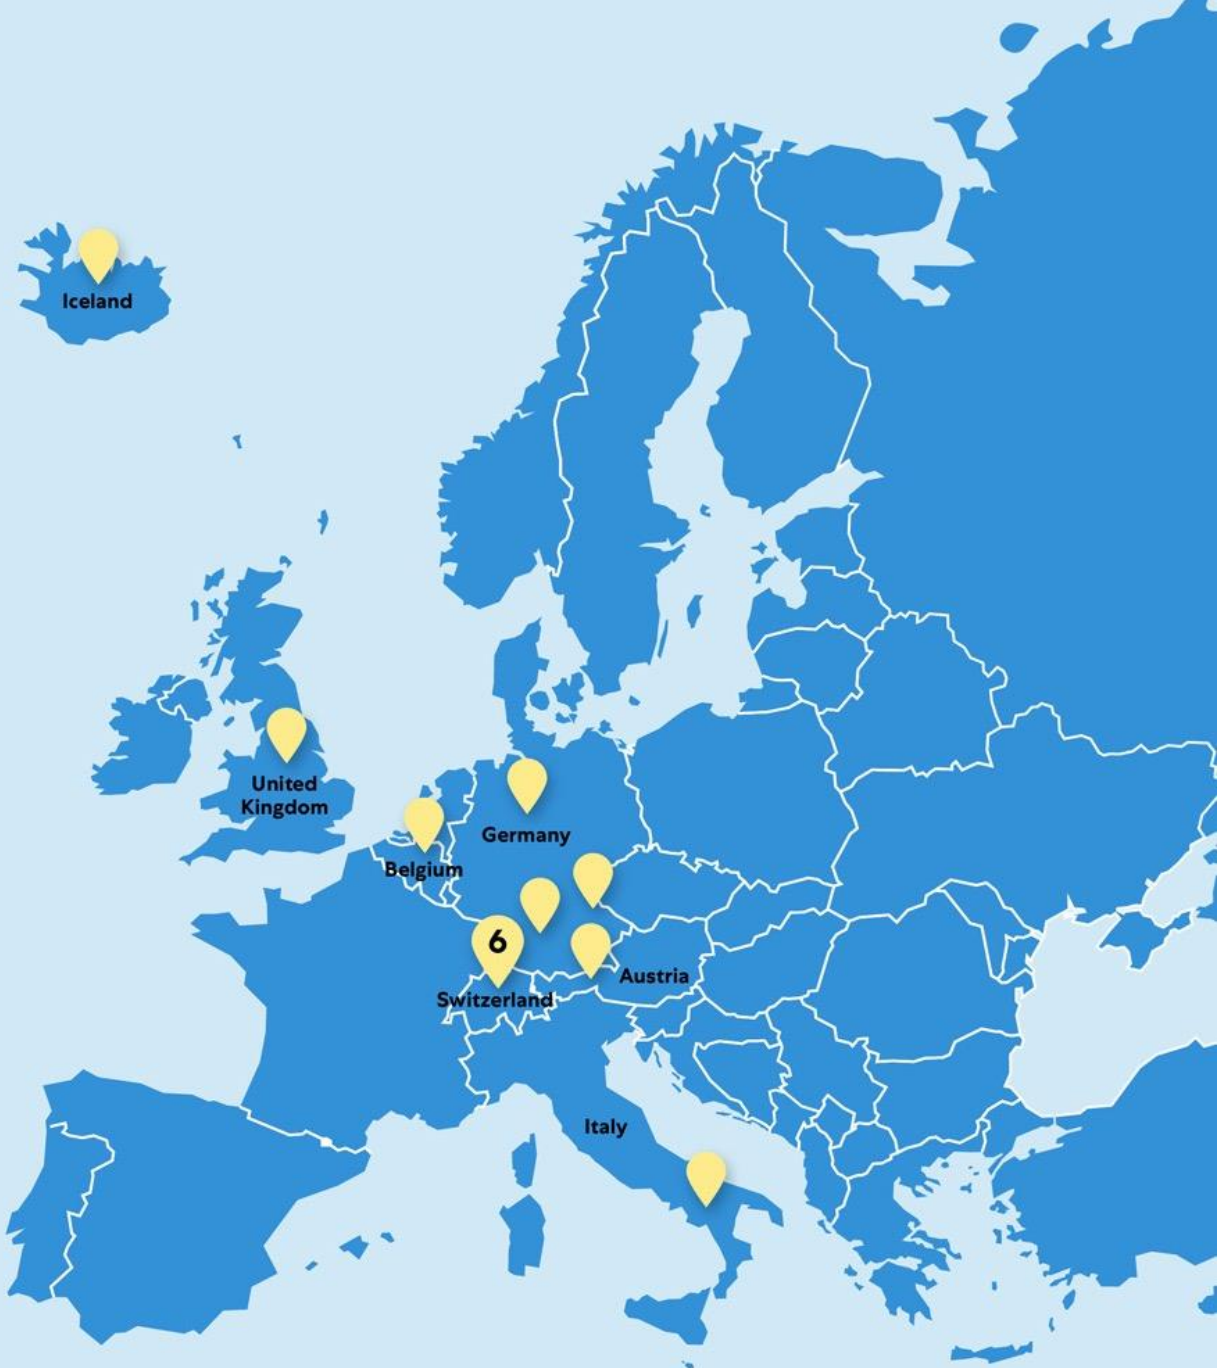 Iceland
United
Kingdom
Germany
Belgium
6
Austria
Switzerland
Italy